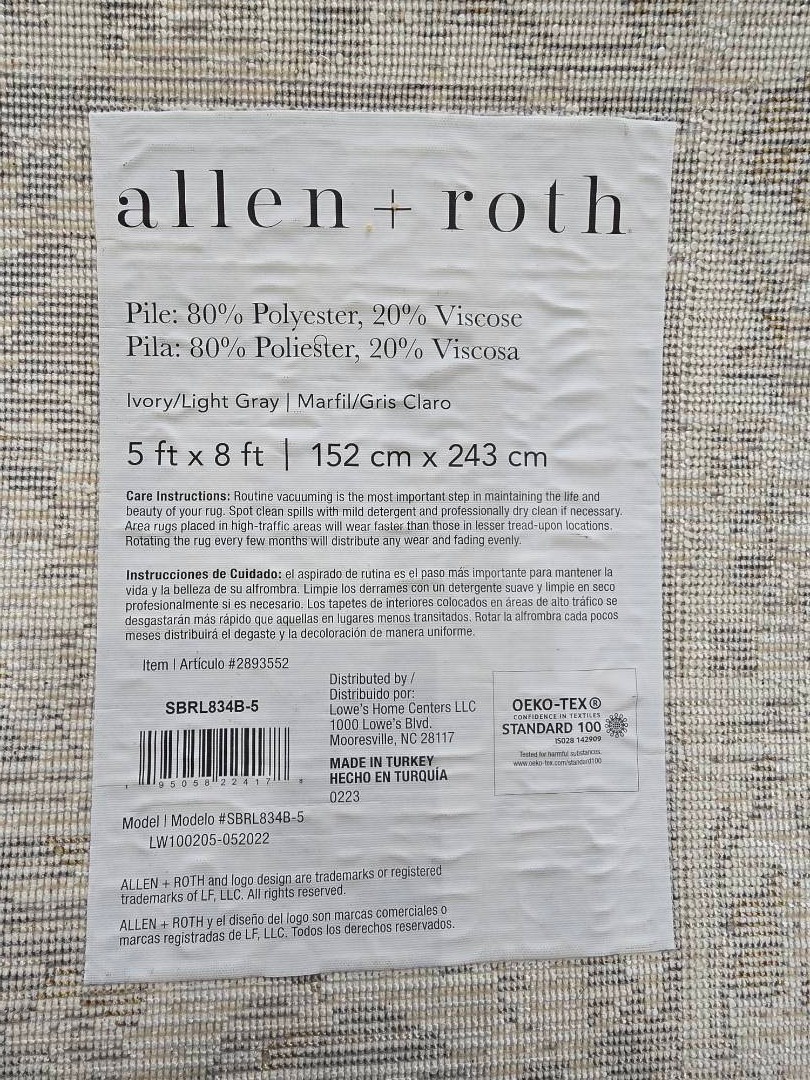 allen + roth
Pile: 80% Polyester, 20% Viscose
Pila: 80% Poliester, 20% Viscosa
Ivory/Light Gray | Marfil/Gris Claro
5 ft x 8 ft | 152 cm x 243 cm
Care Instructions: Routine vacuuming is the most important step in maintaining the life and
beauty of your rug. Spot clean spills with mild detergent and professionally dry clean if necessary.
Area rugs placed in high-traffic areas will wear faster than those in lesser tread-upon locations.
Rotating the rug every few months will distribute any wear and fading evenly.
Instrucciones de Cuidado: el aspirado de rutina es el paso más importante para mantener la
vida y la belleza de su alfrombra. Limpie los derrames con un detergente suave y limpie en seco
profesionalmente si es necesario. Los tapetes de interiores colocados en áreas de alto tráfico se
desgastarán más rápido que aquellas en lugares menos transitados. Rotar la alfrombra cada pocos
meses distribuirá el degaste y la decoloración de manera uniforme.
Item | Artículo #2893552
SBRL834B-5
1 95058 22417 8
Model | Modelo #SBRL834B-5
LW100205-052022
Distributed by /
Distribuido por:
Lowe's Home Centers LLC
1000 Lowe's Blvd.
Mooresville, NC 28117
MADE IN TURKEY
HECHO EN TURQUÍA
0223
OEKO-TEX®
CONFIDENCE IN TEXTILES
STANDARD 100
IS028 142909
Tested for harmful substances.
www.oeko-tex.com/standard100
ALLEN + ROTH and logo design are trademarks or registered
trademarks of LF, LLC. All rights reserved.
ALLEN + ROTH y el diseño del logo son marcas comerciales o
marcas registradas de LF, LLC. Todos los derechos reservados.